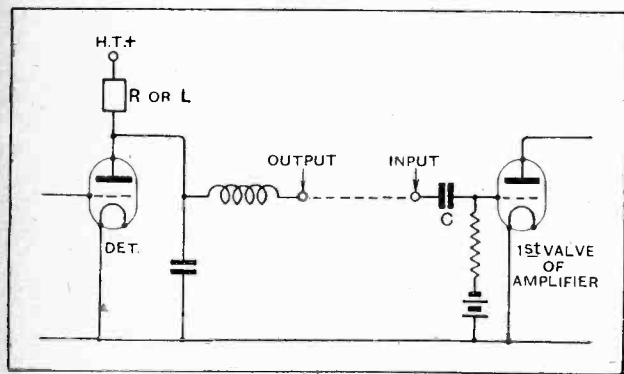 H.T.+
R OR L
OUTPUT
INPUT
C
DET.
1st VALVE
OF
AMPLIFIER